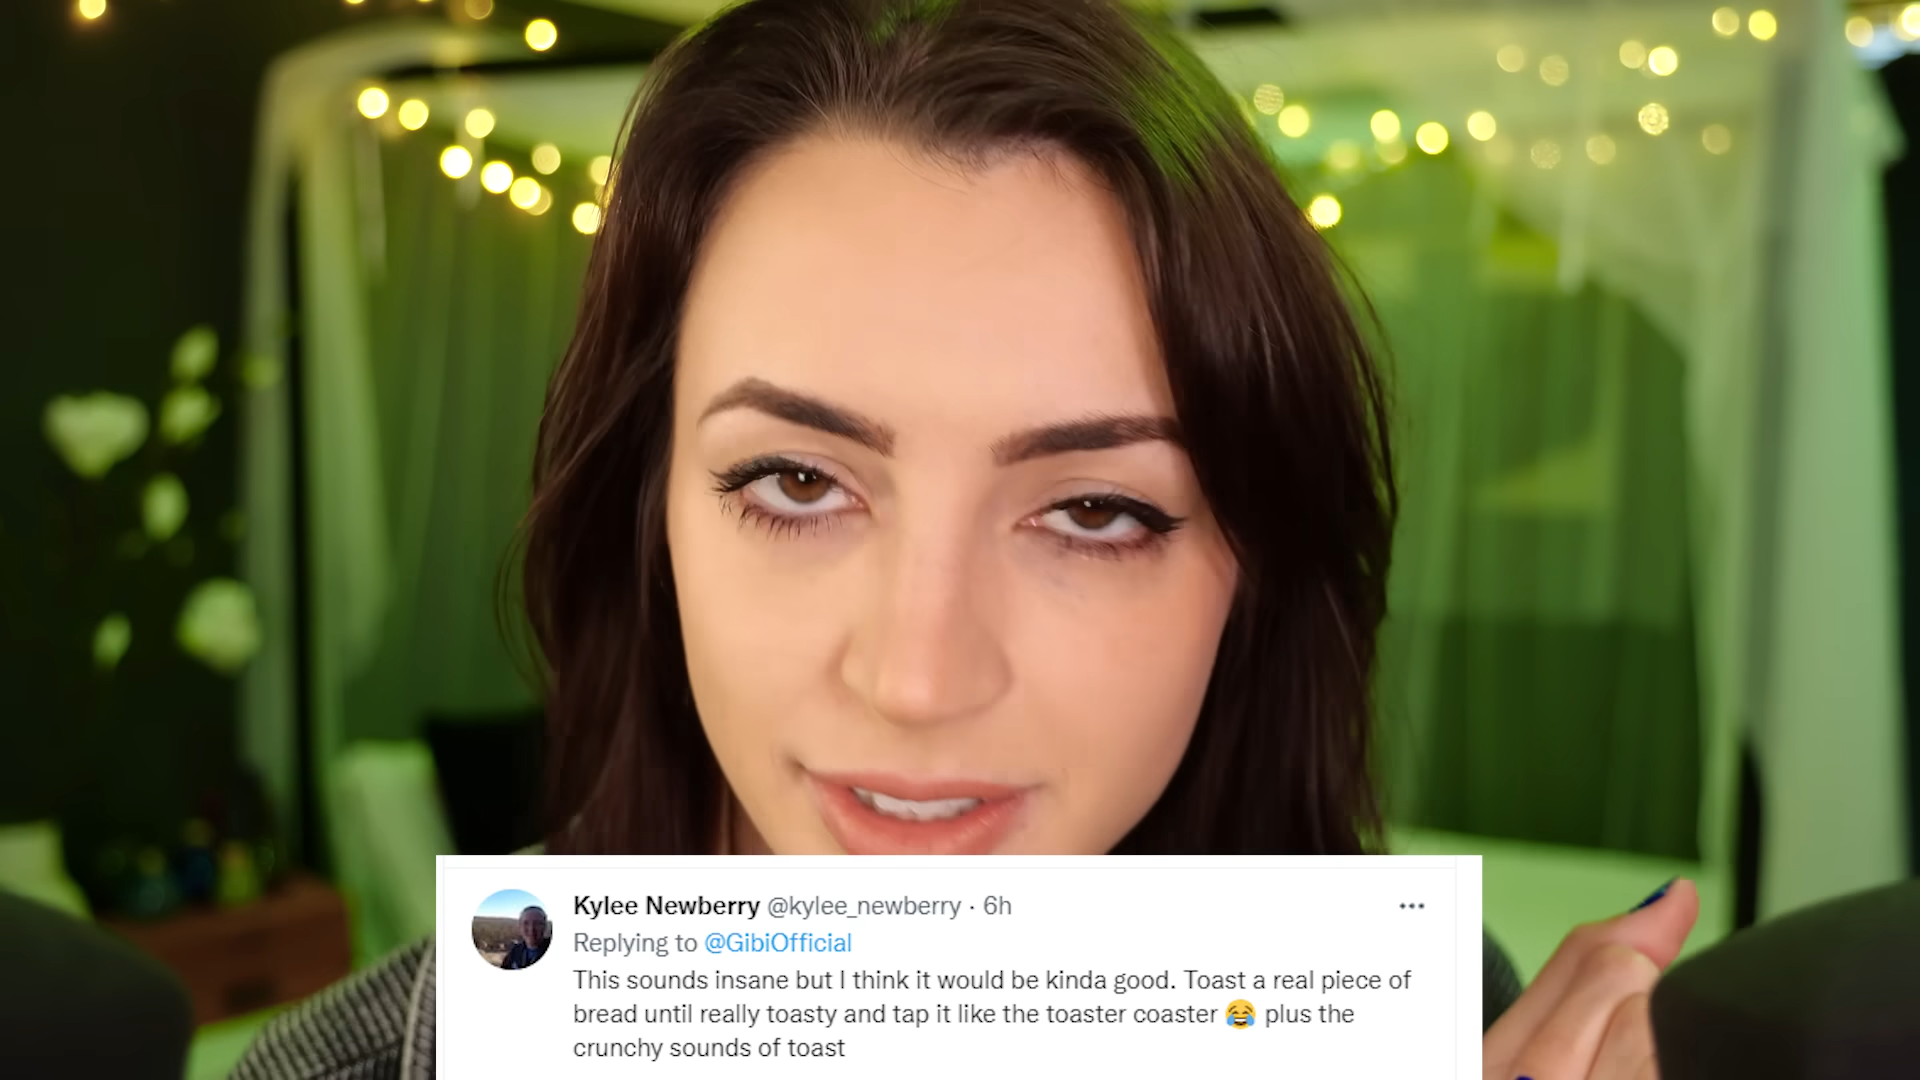 Kylee Newberry @kylee_newberry · 6h
Replying to @GibiOfficial
This sounds insane but I think it would be kinda good. Toast a real piece of
bread until really toasty and tap it like the toaster coaster 😂 plus the
crunchy sounds of toast